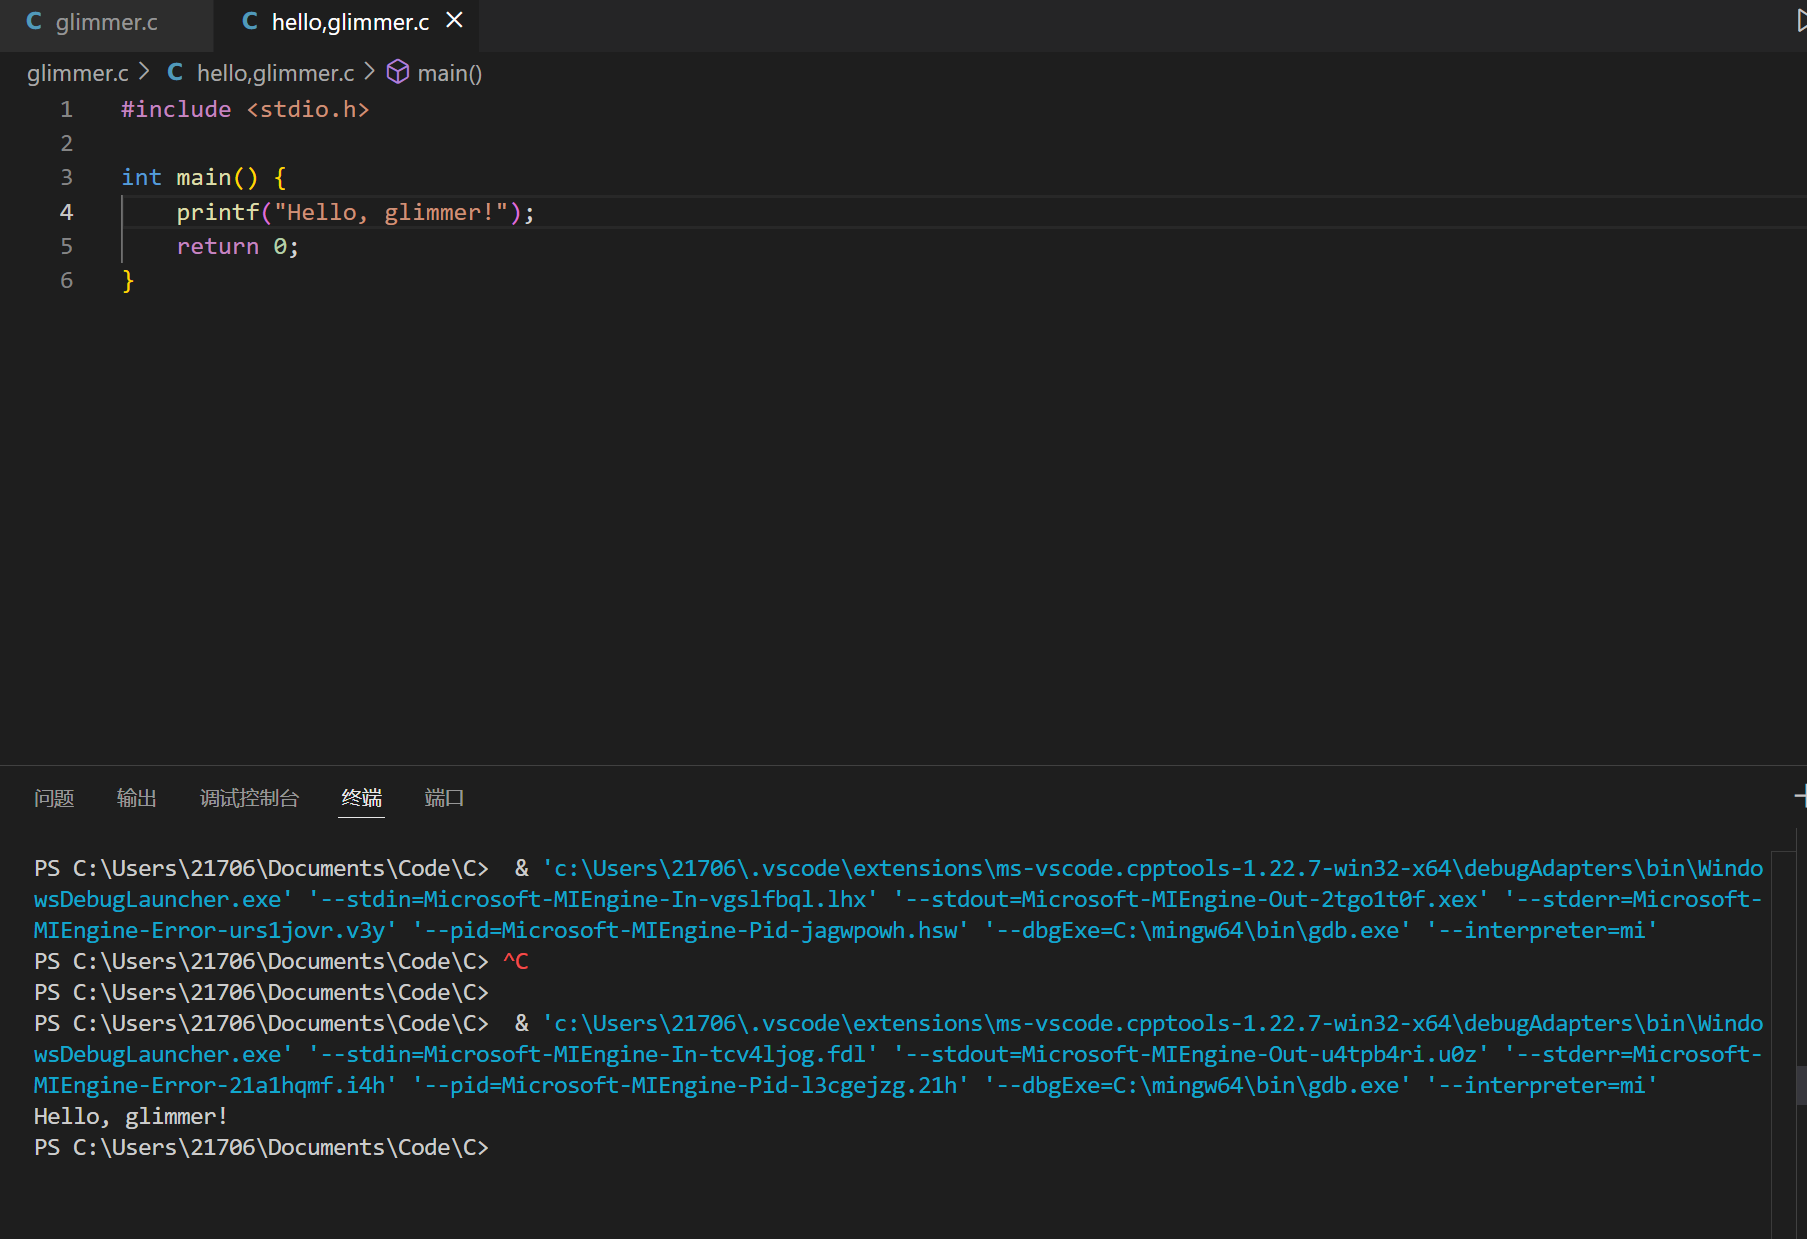 C glimmer.c C hello,glimmer.c ×
glimmer.c > C hello,glimmer.c > main()
1 #include <stdio.h>
2
3 int main() {
4     printf("Hello, glimmer!");
5     return 0;
6 }
问题 输出 调试控制台 终端 端口
PS C:\Users\21706\Documents\Code\C>  & 'c:\Users\21706\.vscode\extensions\ms-vscode.cpptools-1.22.7-win32-x64\debugAdapters\bin\Windo
wsDebugLauncher.exe' '--stdin=Microsoft-MIEngine-In-vgslfbql.lhx' '--stdout=Microsoft-MIEngine-Out-2tgo1t0f.xex' '--stderr=Microsoft-
MIEngine-Error-urs1jovr.v3y' '--pid=Microsoft-MIEngine-Pid-jagwpowh.hsw' '--dbgExe=C:\mingw64\bin\gdb.exe' '--interpreter=mi'
PS C:\Users\21706\Documents\Code\C> ^C
PS C:\Users\21706\Documents\Code\C>
PS C:\Users\21706\Documents\Code\C>  & 'c:\Users\21706\.vscode\extensions\ms-vscode.cpptools-1.22.7-win32-x64\debugAdapters\bin\Windo
wsDebugLauncher.exe' '--stdin=Microsoft-MIEngine-In-tcv4ljog.fdl' '--stdout=Microsoft-MIEngine-Out-u4tpb4ri.u0z' '--stderr=Microsoft-
MIEngine-Error-21a1hqmf.i4h' '--pid=Microsoft-MIEngine-Pid-l3cgejzg.21h' '--dbgExe=C:\mingw64\bin\gdb.exe' '--interpreter=mi'
Hello, glimmer!
PS C:\Users\21706\Documents\Code\C>